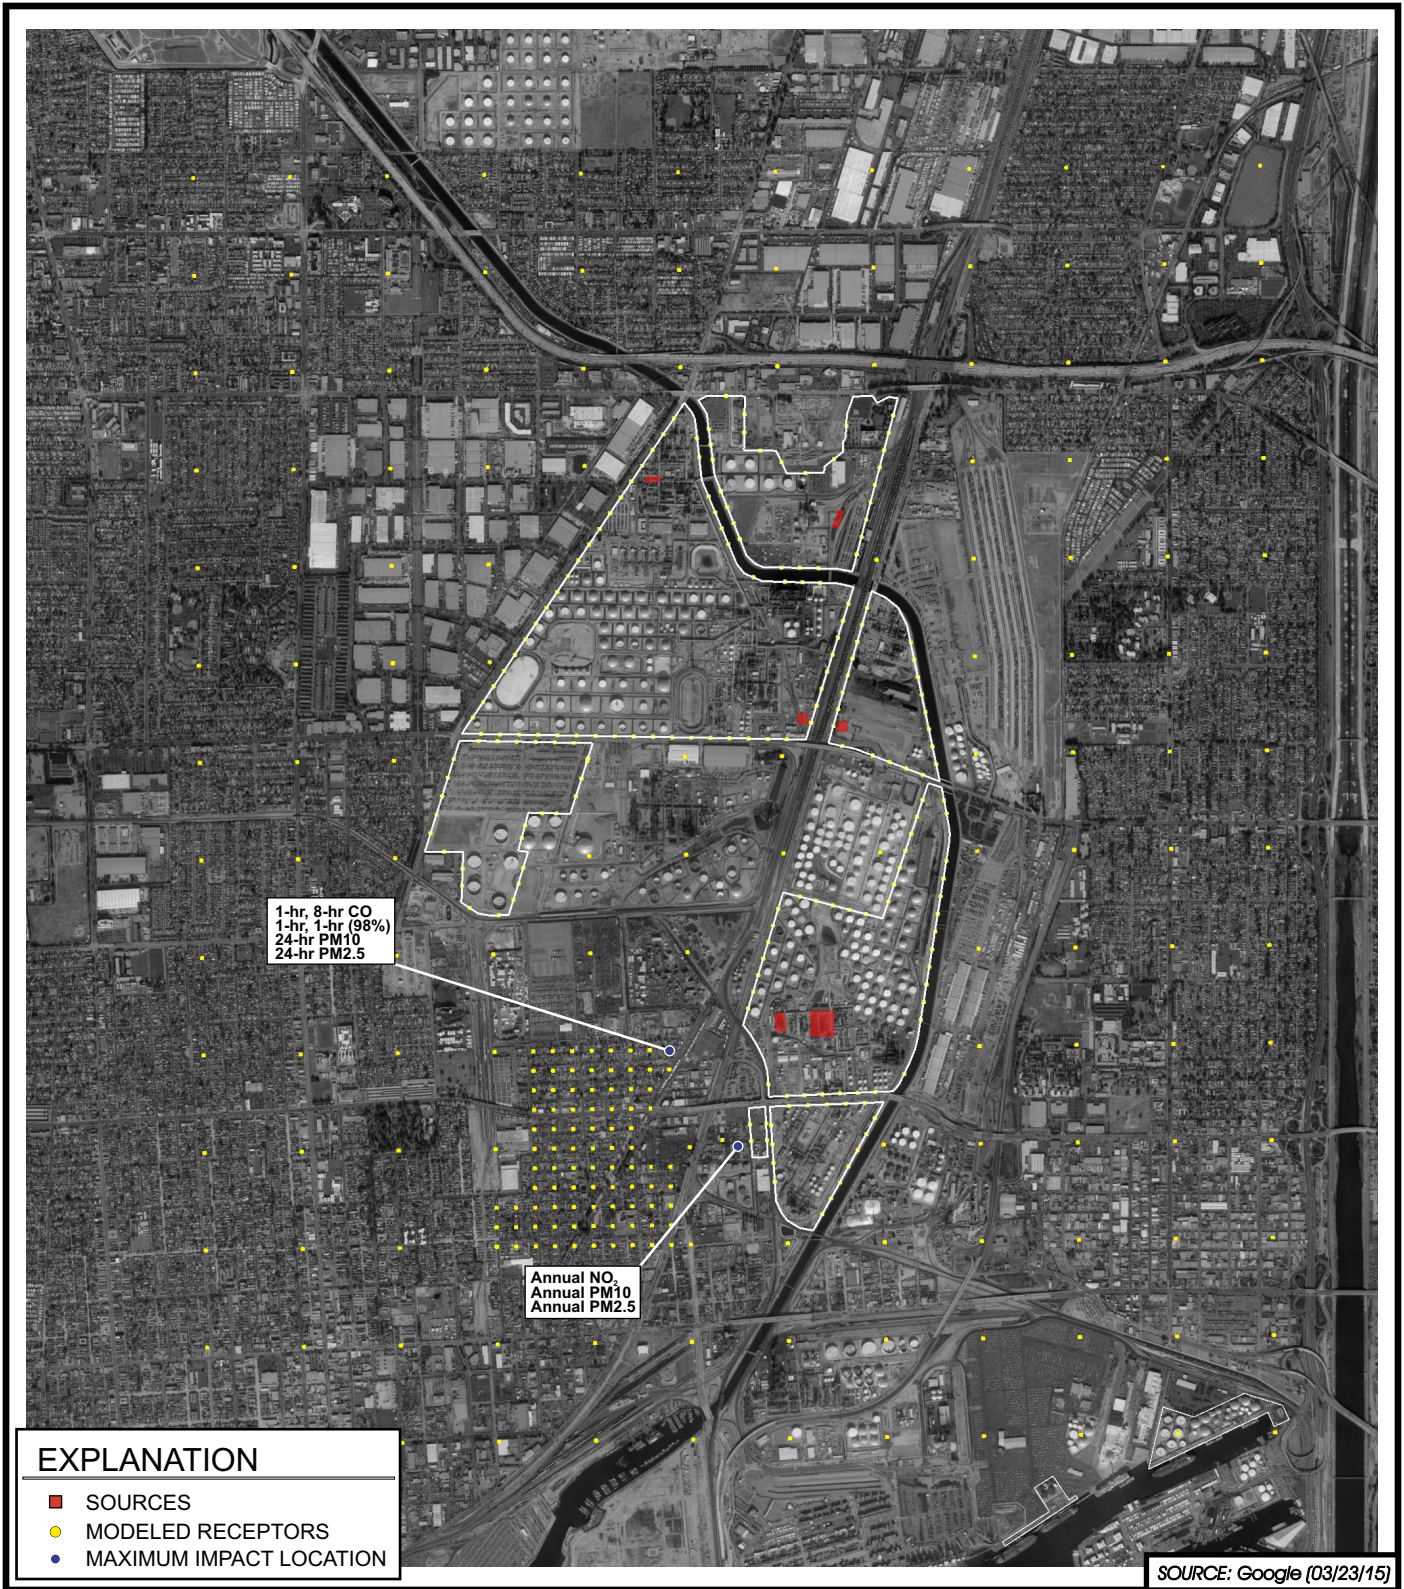 1-hr, 8-hr CO
1-hr, 1-hr (98%)
24-hr PM10
24-hr PM2.5
Annual NO₂
Annual PM10
Annual PM2.5
EXPLANATION
SOURCES
MODELED RECEPTORS
MAXIMUM IMPACT LOCATION
SOURCE: Google (03/23/15)